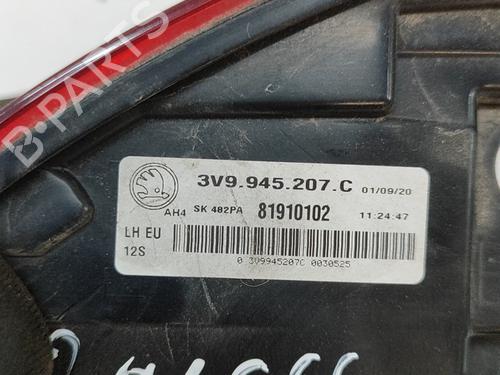 B-PARTS
3V9.945.207.C 01/09/20
AH4 SK 482PA 81910102 11:24:47
LH EU
12S
0 3V9945207C 0030525